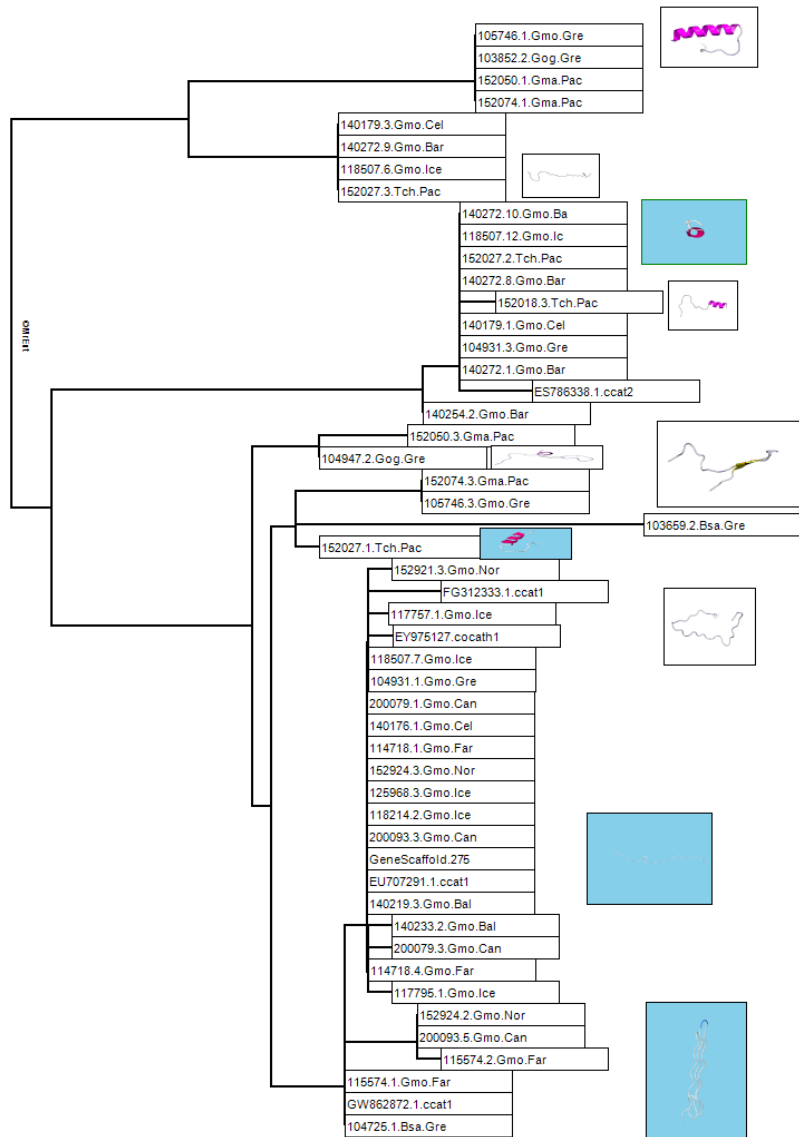 105746.1.Gmo.Gre
103852.2.Gog.Gre
152050.1.Gma.Pac
152074.1.Gma.Pac
140179.3.Gmo.Cel
140272.9.Gmo.Bar
118507.6.Gmo.Ice
152027.3.Tch.Pac
140272.10.Gmo.Ba
118507.12.Gmo.Ic
152027.2.Tch.Pac
140272.8.Gmo.Bar
152018.3.Tch.Pac
140179.1.Gmo.Cel
104931.3.Gmo.Gre
140272.1.Gmo.Bar
ES786338.1.ccat2
140254.2.Gmo.Bar
152050.3.Gma.Pac
104947.2.Gog.Gre
152074.3.Gma.Pac
105746.3.Gmo.Gre
103659.2.Bsa.Gre
152027.1.Tch.Pac
152921.3.Gmo.Nor
FG312333.1.ccat1
117757.1.Gmo.Ice
EY975127.cocath1
118507.7.Gmo.Ice
104931.1.Gmo.Gre
200079.1.Gmo.Can
140176.1.Gmo.Cel
114718.1.Gmo.Far
152924.3.Gmo.Nor
125968.3.Gmo.Ice
118214.2.Gmo.Ice
200093.3.Gmo.Can
GeneScaffold.275
EU707291.1.ccat1
140219.3.Gmo.Bal
140233.2.Gmo.Bal
200079.3.Gmo.Can
114718.4.Gmo.Far
117795.1.Gmo.Ice
152924.2.Gmo.Nor
200093.5.Gmo.Can
115574.2.Gmo.Far
115574.1.Gmo.Far
GW862872.1.ccat1
104725.1.Bsa.Gre